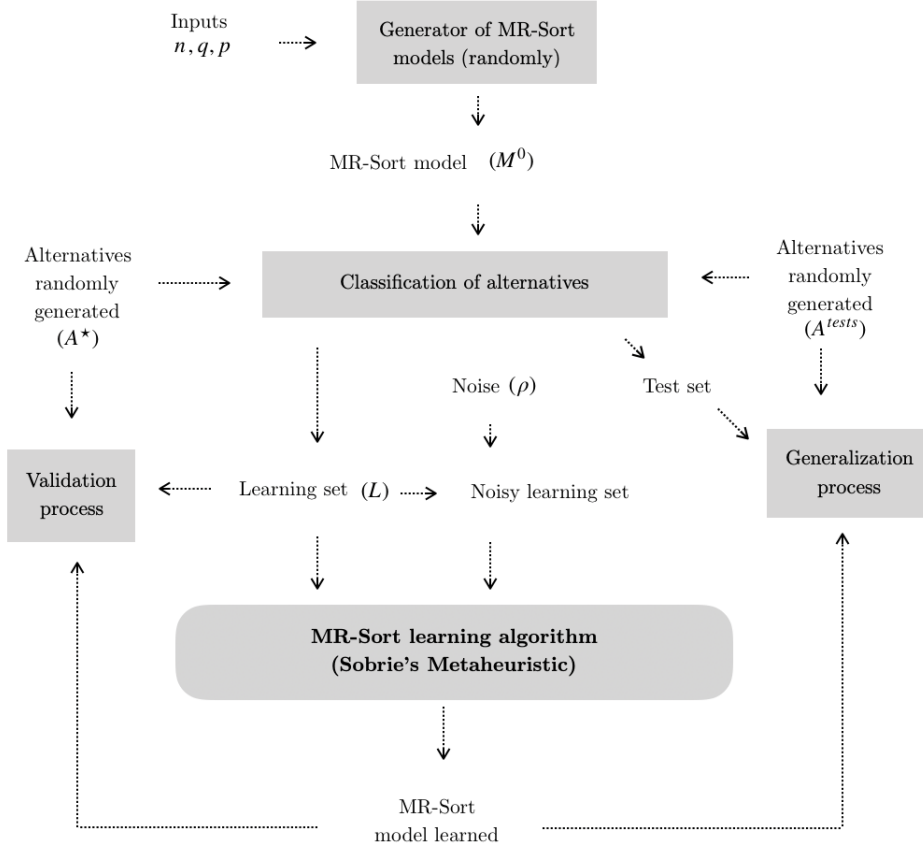 Inputs
n, q, p
Generator of MR-Sort
models (randomly)
MR-Sort model (M⁰)
Alternatives
randomly
generated
(A⋆)
Classification of alternatives
Alternatives
randomly
generated
(Aᵗᵉˢᵗˢ)
Noise (ρ)
Test set
Validation
process
Learning set (L)
Noisy learning set
Generalization
process
MR-Sort learning algorithm
(Sobrie's Metaheuristic)
MR-Sort
model learned